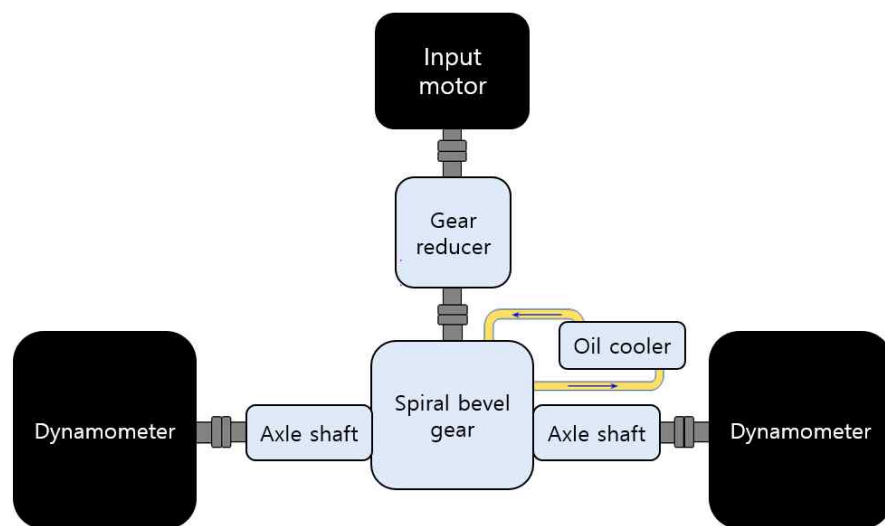 Input
motor
Gear
reducer
Oil cooler
Spiral bevel
gear
Dynamometer
Axle shaft
Axle shaft
Dynamometer